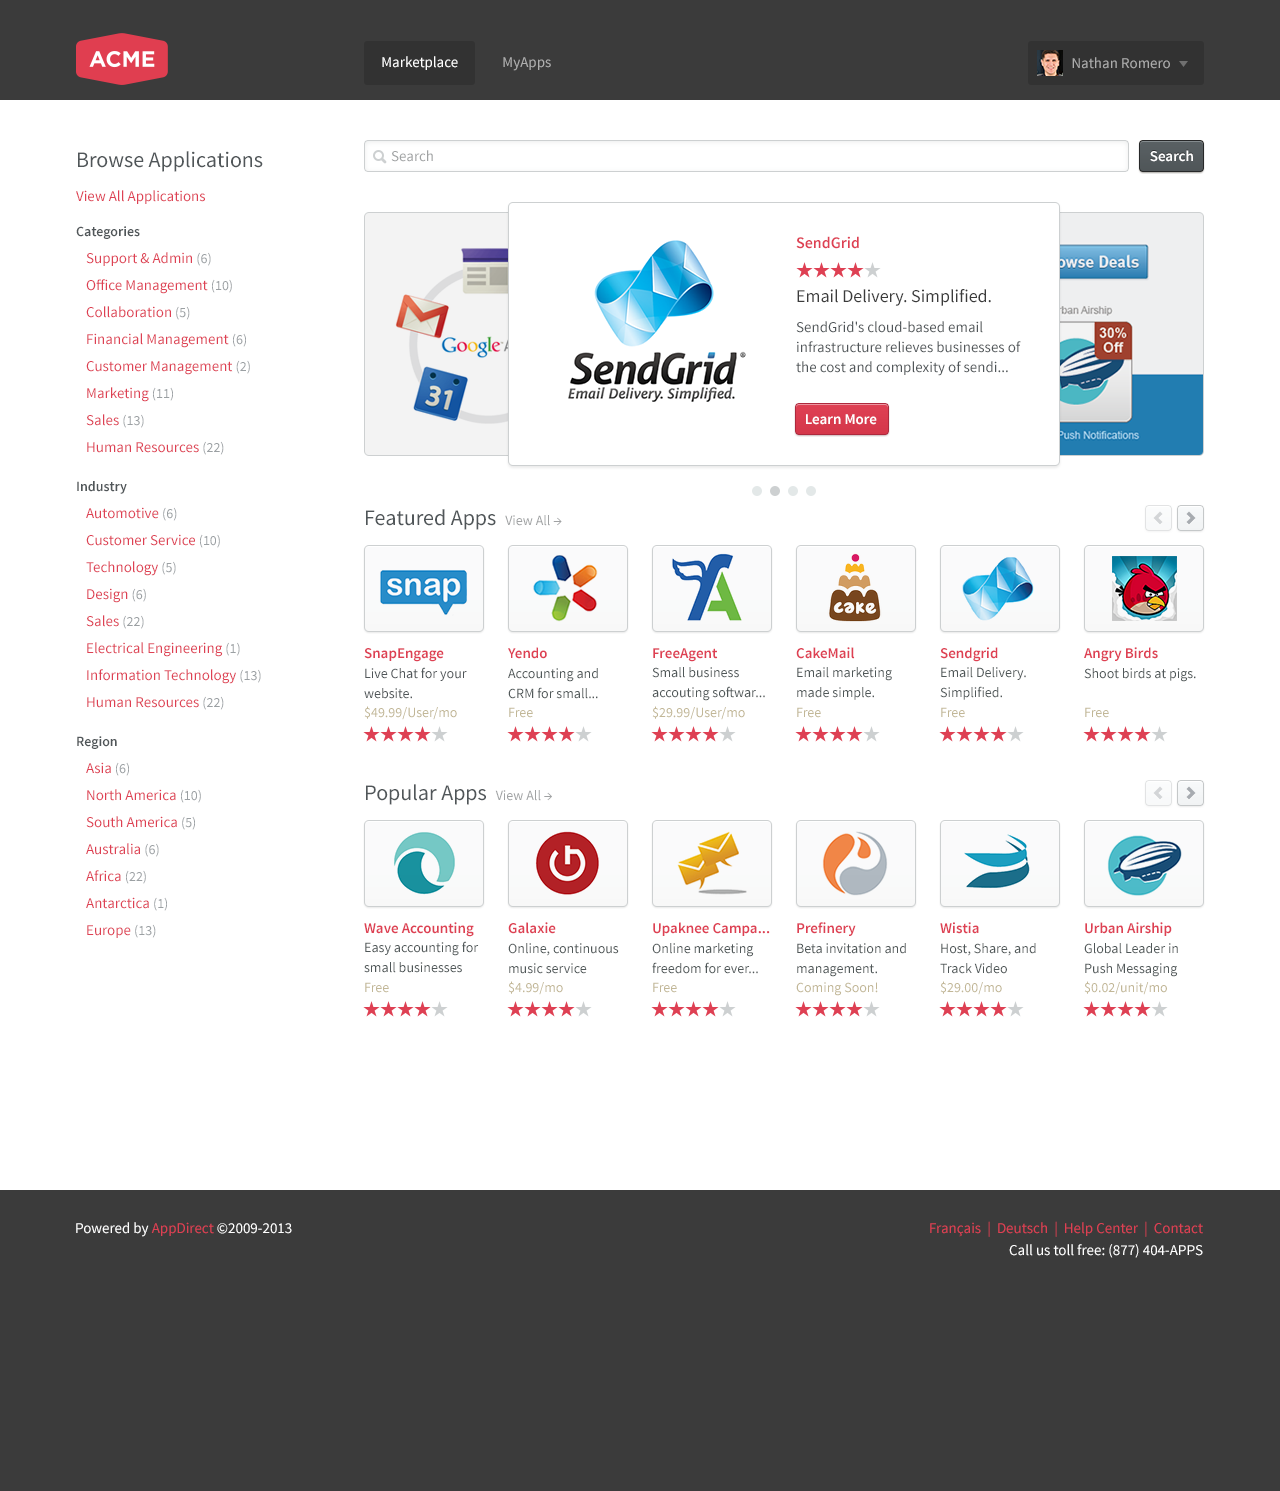 ACME
Marketplace
MyApps
Nathan Romero
Browse Applications
View All Applications
Categories
Support & Admin (6)
Office Management (10)
Collaboration (5)
Financial Management (6)
Customer Management (2)
Marketing (11)
Sales (13)
Human Resources (22)
Industry
Automotive (6)
Customer Service (10)
Technology (5)
Design (6)
Sales (22)
Electrical Engineering (1)
Information Technology (13)
Human Resources (22)
Region
Asia (6)
North America (10)
South America (5)
Australia (6)
Africa (22)
Antarctica (1)
Europe (13)
Search
Search
Google
31
SendGrid
Email Delivery. Simplified.
SendGrid
Email Delivery. Simplified.
SendGrid's cloud-based email
infrastructure relieves businesses of
the cost and complexity of sendi...
Learn More
Deals
Airship
30%
Off
Push Notifications
Featured Apps View All →
snap
cake
SnapEngage
Live Chat for your
website.
$49.99/User/mo
Yendo
Accounting and
CRM for small...
Free
FreeAgent
Small business
accouting softwar...
$29.99/User/mo
CakeMail
Email marketing
made simple.
Free
Sendgrid
Email Delivery.
Simplified.
Free
Angry Birds
Shoot birds at pigs.
Free
Popular Apps View All →
Wave Accounting
Easy accounting for
small businesses
Free
Galaxie
Online, continuous
music service
$4.99/mo
Upaknee Campa...
Online marketing
freedom for ever...
Free
Prefinery
Beta invitation and
management.
Coming Soon!
Wistia
Host, Share, and
Track Video
$29.00/mo
Urban Airship
Global Leader in
Push Messaging
$0.02/unit/mo
Powered by AppDirect ©2009-2013
Français | Deutsch | Help Center | Contact
Call us toll free: (877) 404-APPS